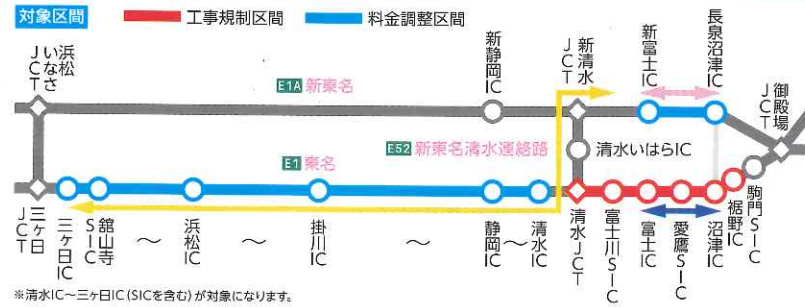 対象区間
工事規制区間
料金調整区間
浜松いなさJCT
新静岡IC
新清水JCT
新富士IC
長泉沼津IC
御殿場JCT
E1A 新東名
E52 新東名清水連絡路
清水いはらIC
E1 東名
三ヶ日JCT
三ヶ日IC
舘山寺SIC
〜
浜松IC
〜
掛川IC
〜
静岡IC
〜
清水IC
清水JCT
富士川SIC
富士IC
愛鷹SIC
沼津IC
裾野IC
駒門SIC
※清水IC〜三ヶ日IC(SICを含む)が対象になります。